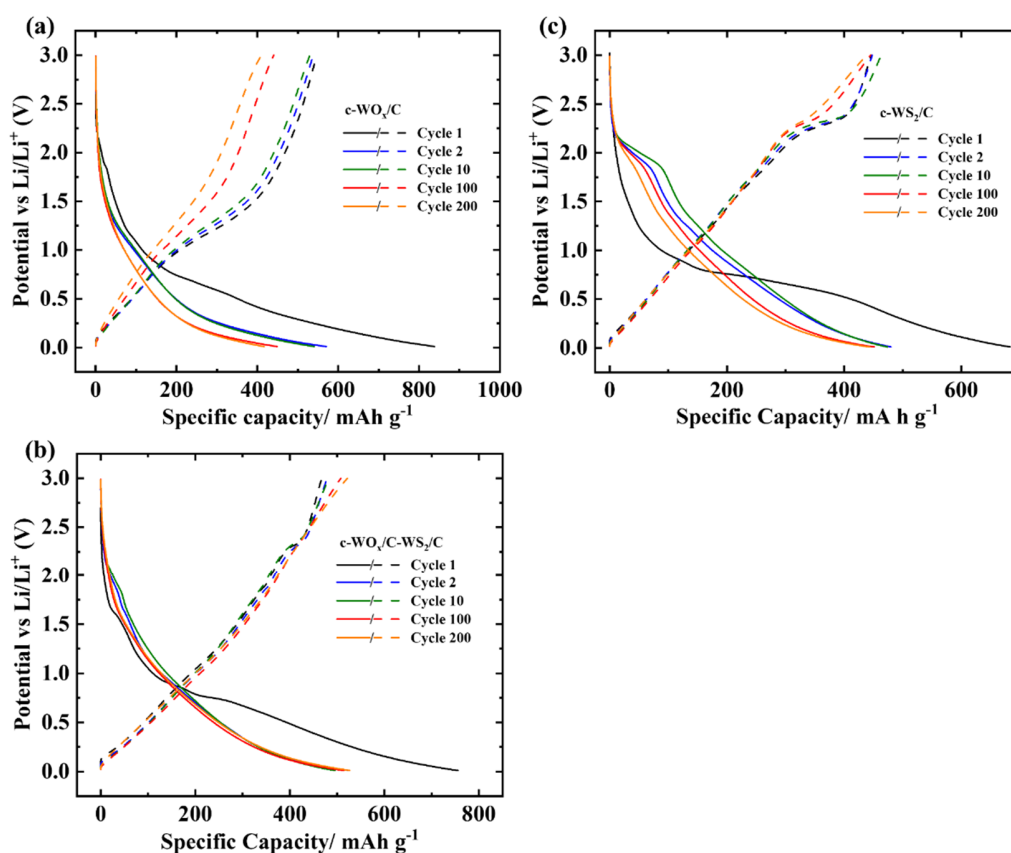 (a)
3.0
2.5
2.0
1.5
1.0
0.5
0.0
Potential vs Li/Li⁺ (V)
c-WOₓ/C
Cycle 1
Cycle 2
Cycle 10
Cycle 100
Cycle 200
0 200 400 600 800 1000
Specific capacity/ mAh g⁻¹
(c)
3.0
2.5
2.0
1.5
1.0
0.5
0.0
Potential vs Li/Li⁺ (V)
c-WS₂/C
Cycle 1
Cycle 2
Cycle 10
Cycle 100
Cycle 200
0 200 400 600
Specific Capacity/ mA h g⁻¹
(b)
3.0
2.5
2.0
1.5
1.0
0.5
0.0
Potential vs Li/Li⁺ (V)
c-WOₓ/C-WS₂/C
Cycle 1
Cycle 2
Cycle 10
Cycle 100
Cycle 200
0 200 400 600 800
Specific Capacity/ mAh g⁻¹